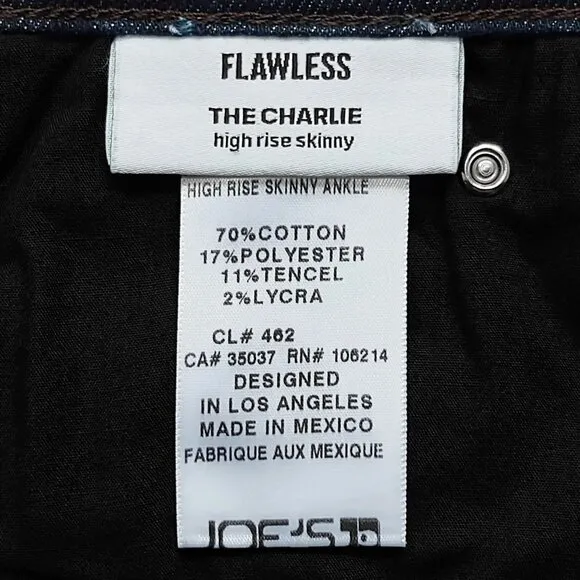 FLAWLESS
THE CHARLIE
high rise skinny
HIGH RISE SKINNY ANKLE
70%COTTON
17%POLYESTER
11%TENCEL
2%LYCRA
CL# 462
CA# 35037 RN# 106214
DESIGNED
IN LOS ANGELES
MADE IN MEXICO
FABRIQUE AUX MEXIQUE
JOE'S